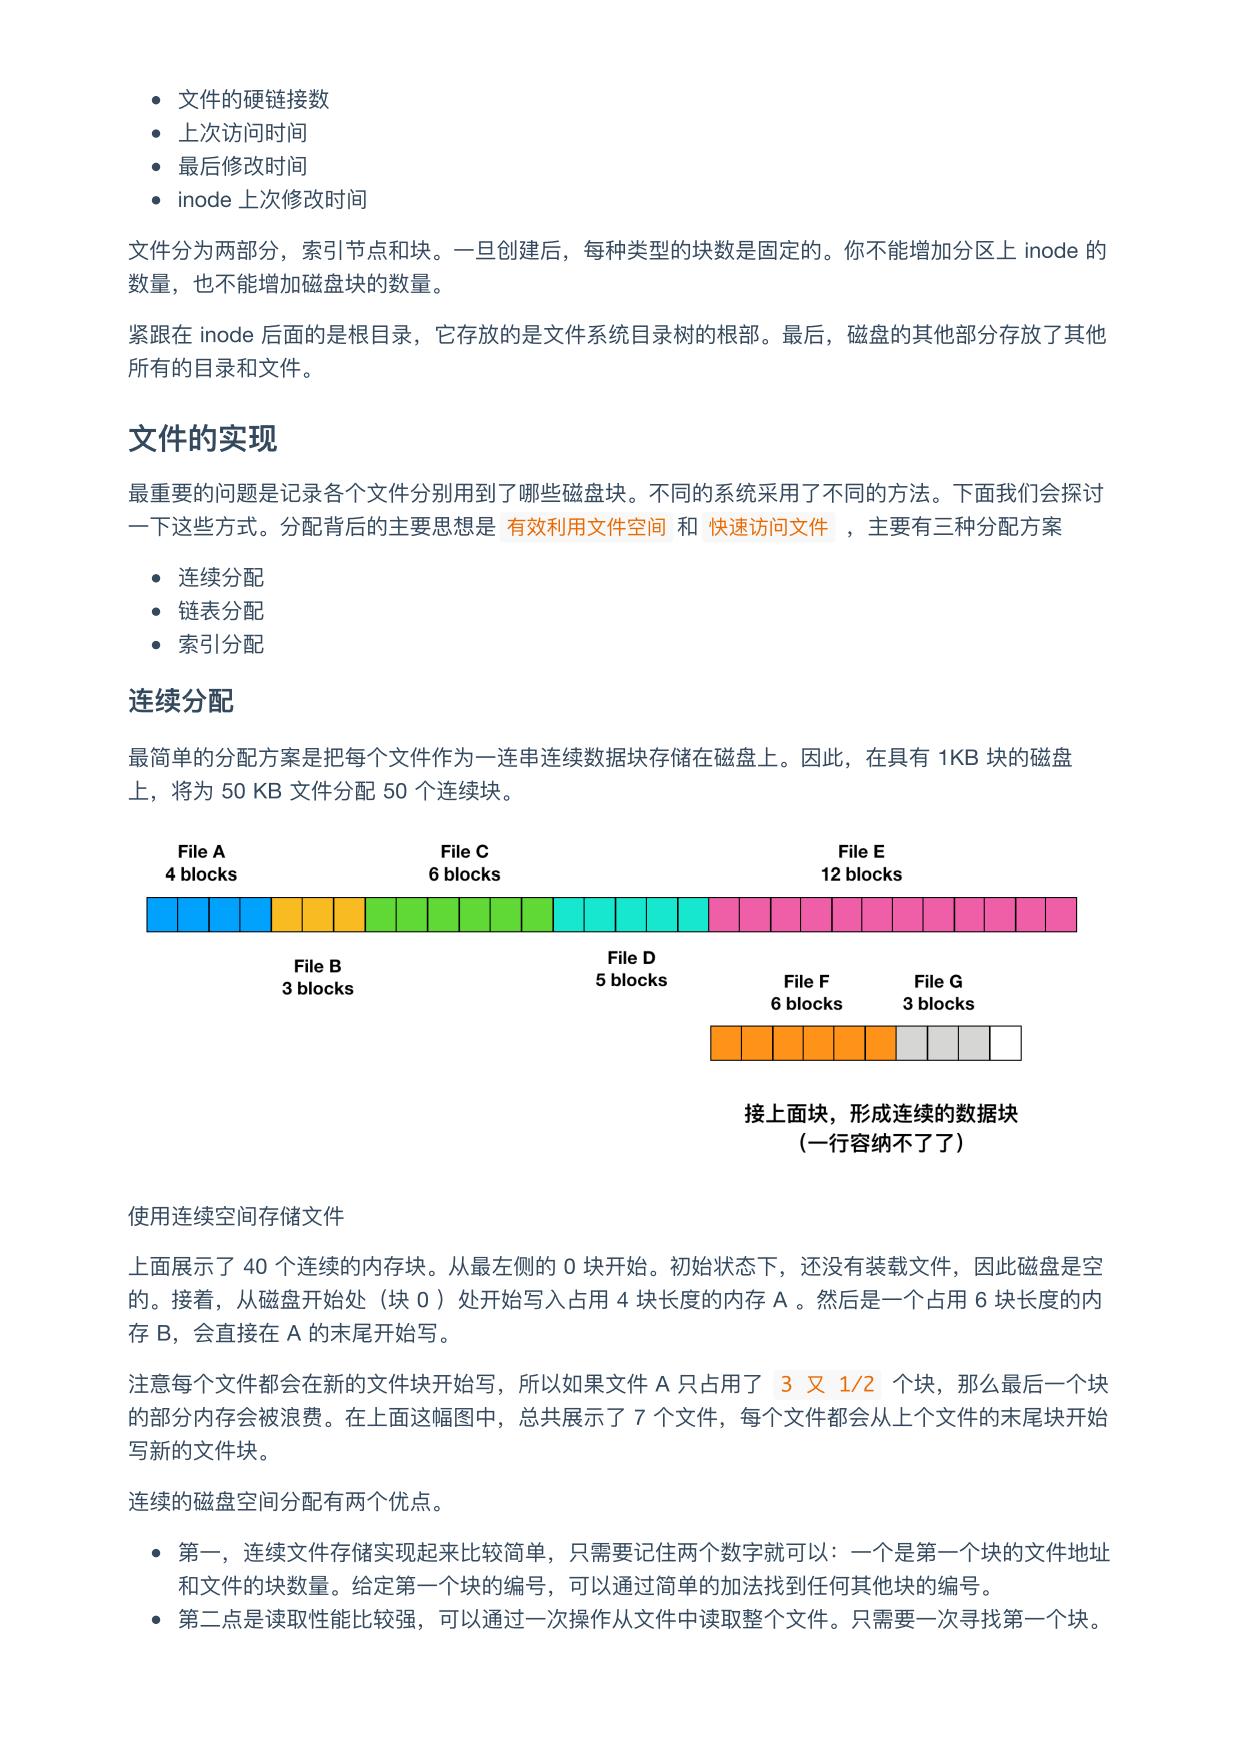 文件的硬链接数
上次访问时间
最后修改时间
inode 上次修改时间
文件分为两部分，索引节点和块。一旦创建后，每种类型的块数是固定的。你不能增加分区上 inode 的
数量，也不能增加磁盘块的数量。
紧跟在 inode 后面的是根目录，它存放的是文件系统目录树的根部。最后，磁盘的其他部分存放了其他
所有的目录和文件。
文件的实现
最重要的问题是记录各个文件分别用到了哪些磁盘块。不同的系统采用了不同的方法。下面我们会探讨
一下这些方式。分配背后的主要思想是 有效利用文件空间 和 快速访问文件 ，主要有三种分配方案
连续分配
链表分配
索引分配
连续分配
最简单的分配方案是把每个文件作为一连串连续数据块存储在磁盘上。因此，在具有 1KB 块的磁盘
上，将为 50 KB 文件分配 50 个连续块。
File A
4 blocks
File C
6 blocks
File E
12 blocks
File B
3 blocks
File D
5 blocks
File F
6 blocks
File G
3 blocks
接上面块，形成连续的数据块
（一行容纳不了了）
使用连续空间存储文件
上面展示了 40 个连续的内存块。从最左侧的 0 块开始。初始状态下，还没有装载文件，因此磁盘是空
的。接着，从磁盘开始处（块 0 ）处开始写入占用 4 块长度的内存 A 。然后是一个占用 6 块长度的内
存 B，会直接在 A 的末尾开始写。
注意每个文件都会在新的文件块开始写，所以如果文件 A 只占用了 3 又 1/2 个块，那么最后一个块
的部分内存会被浪费。在上面这幅图中，总共展示了 7 个文件，每个文件都会从上个文件的末尾块开始
写新的文件块。
连续的磁盘空间分配有两个优点。
第一，连续文件存储实现起来比较简单，只需要记住两个数字就可以：一个是第一个块的文件地址
和文件的块数量。给定第一个块的编号，可以通过简单的加法找到任何其他块的编号。
第二点是读取性能比较强，可以通过一次操作从文件中读取整个文件。只需要一次寻找第一个块。